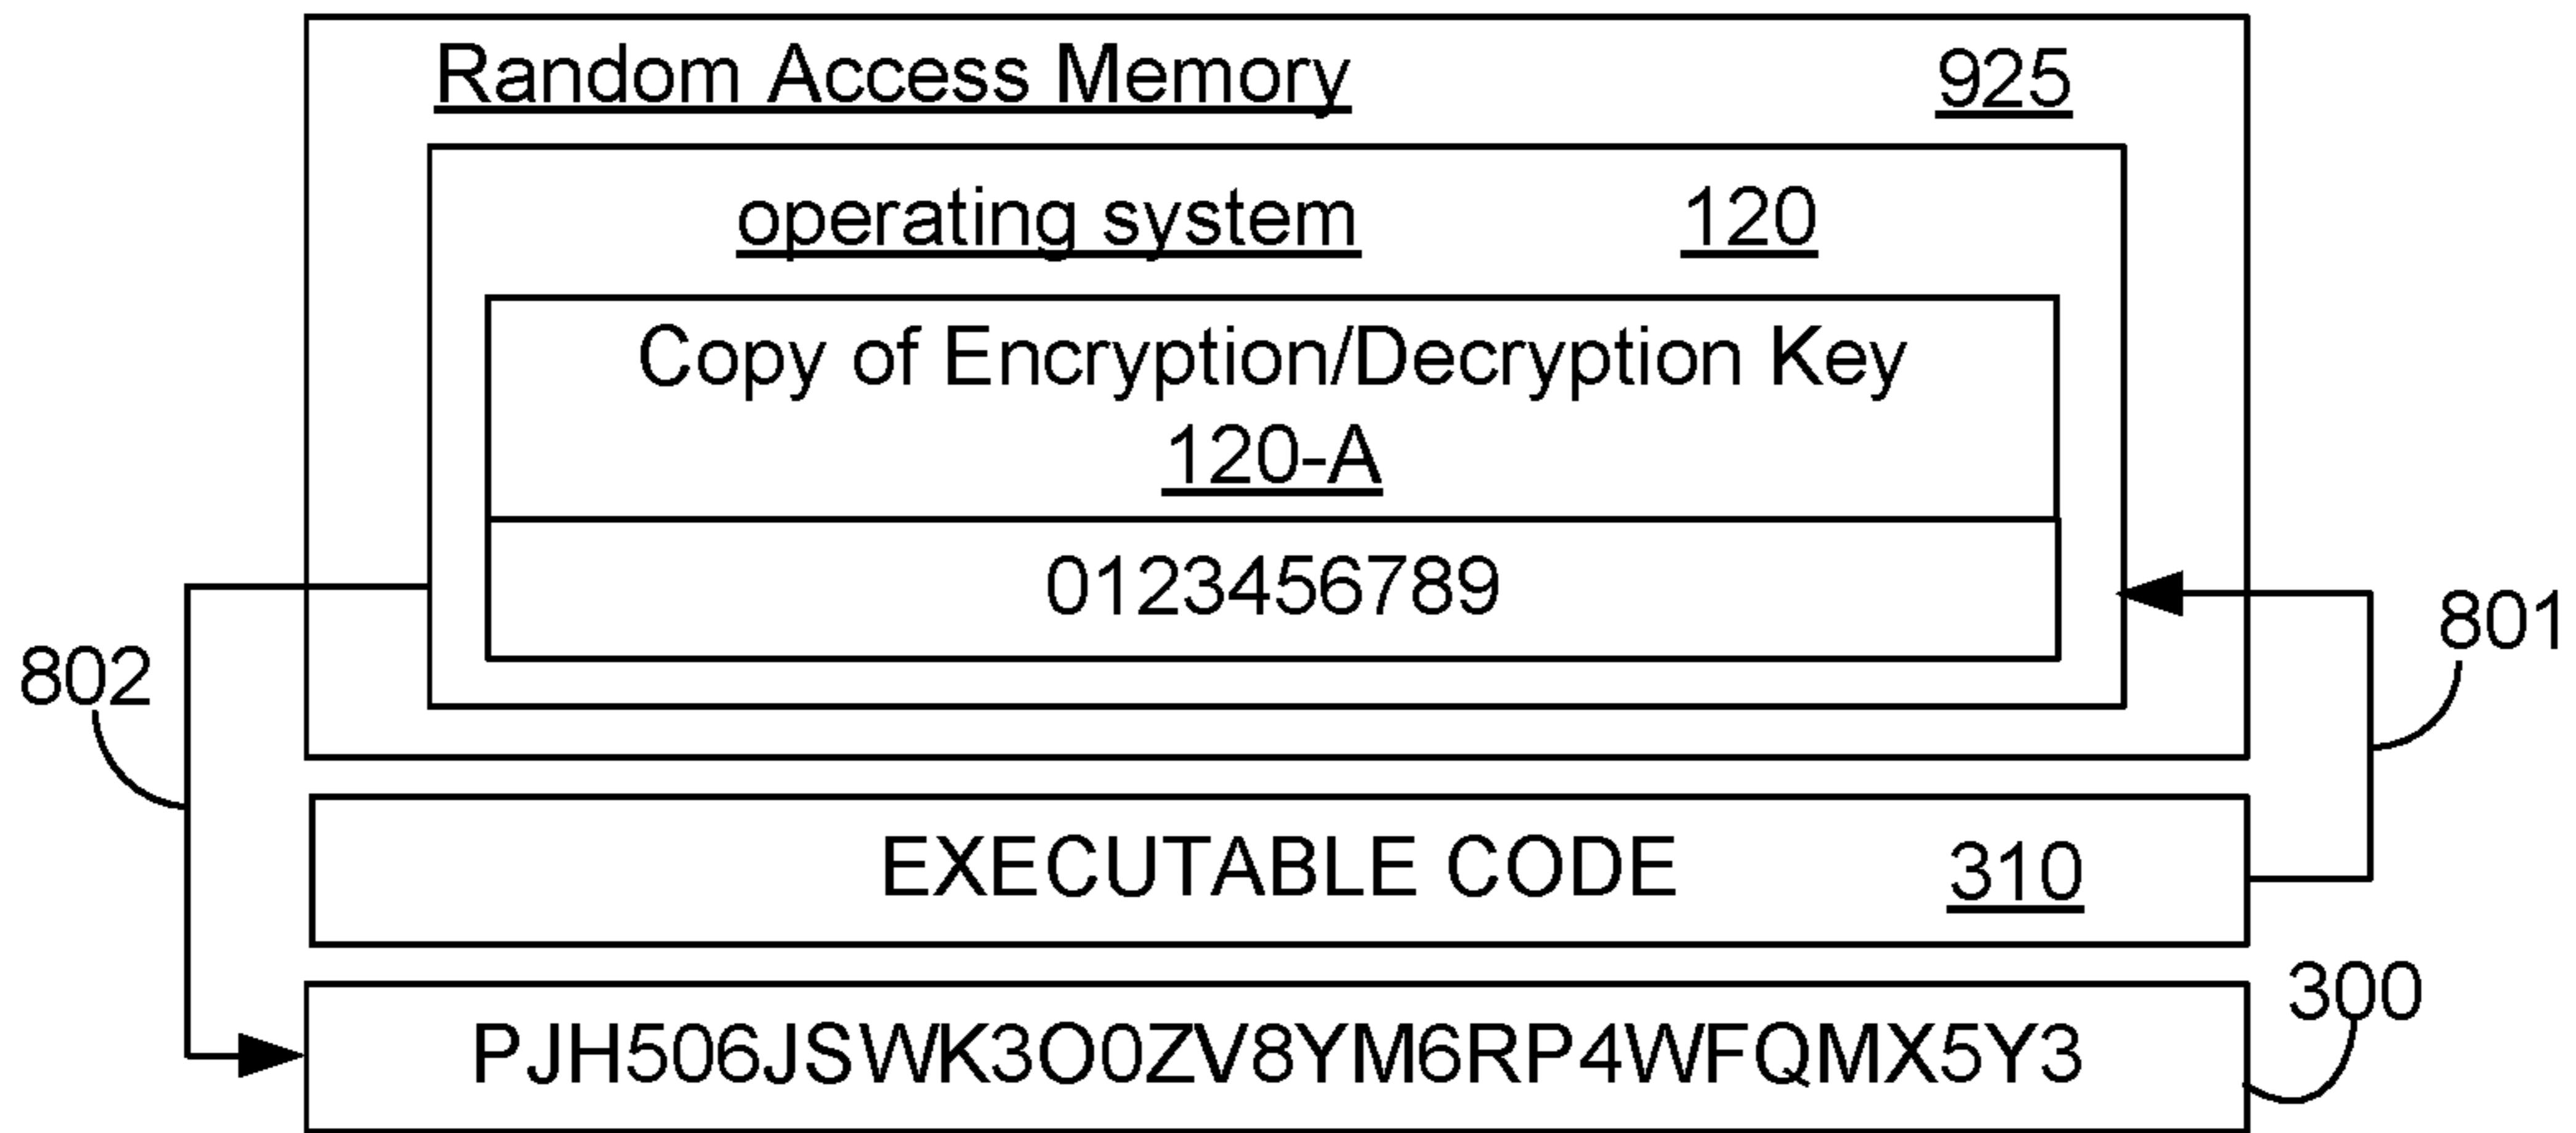 Random Access Memory 925
operating system 120
Copy of Encryption/Decryption Key
120-A
0123456789
801
802
EXECUTABLE CODE 310
300
PJH506JSWK3O0ZV8YM6RP4WFQMX5Y3